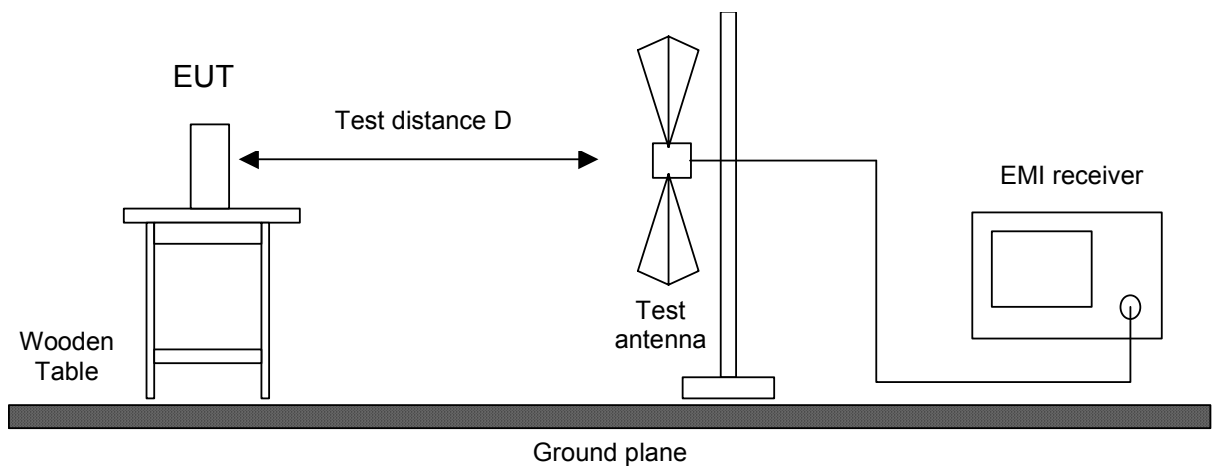 EUT
Test distance D
EMI receiver
Test
antenna
Wooden
Table
Ground plane